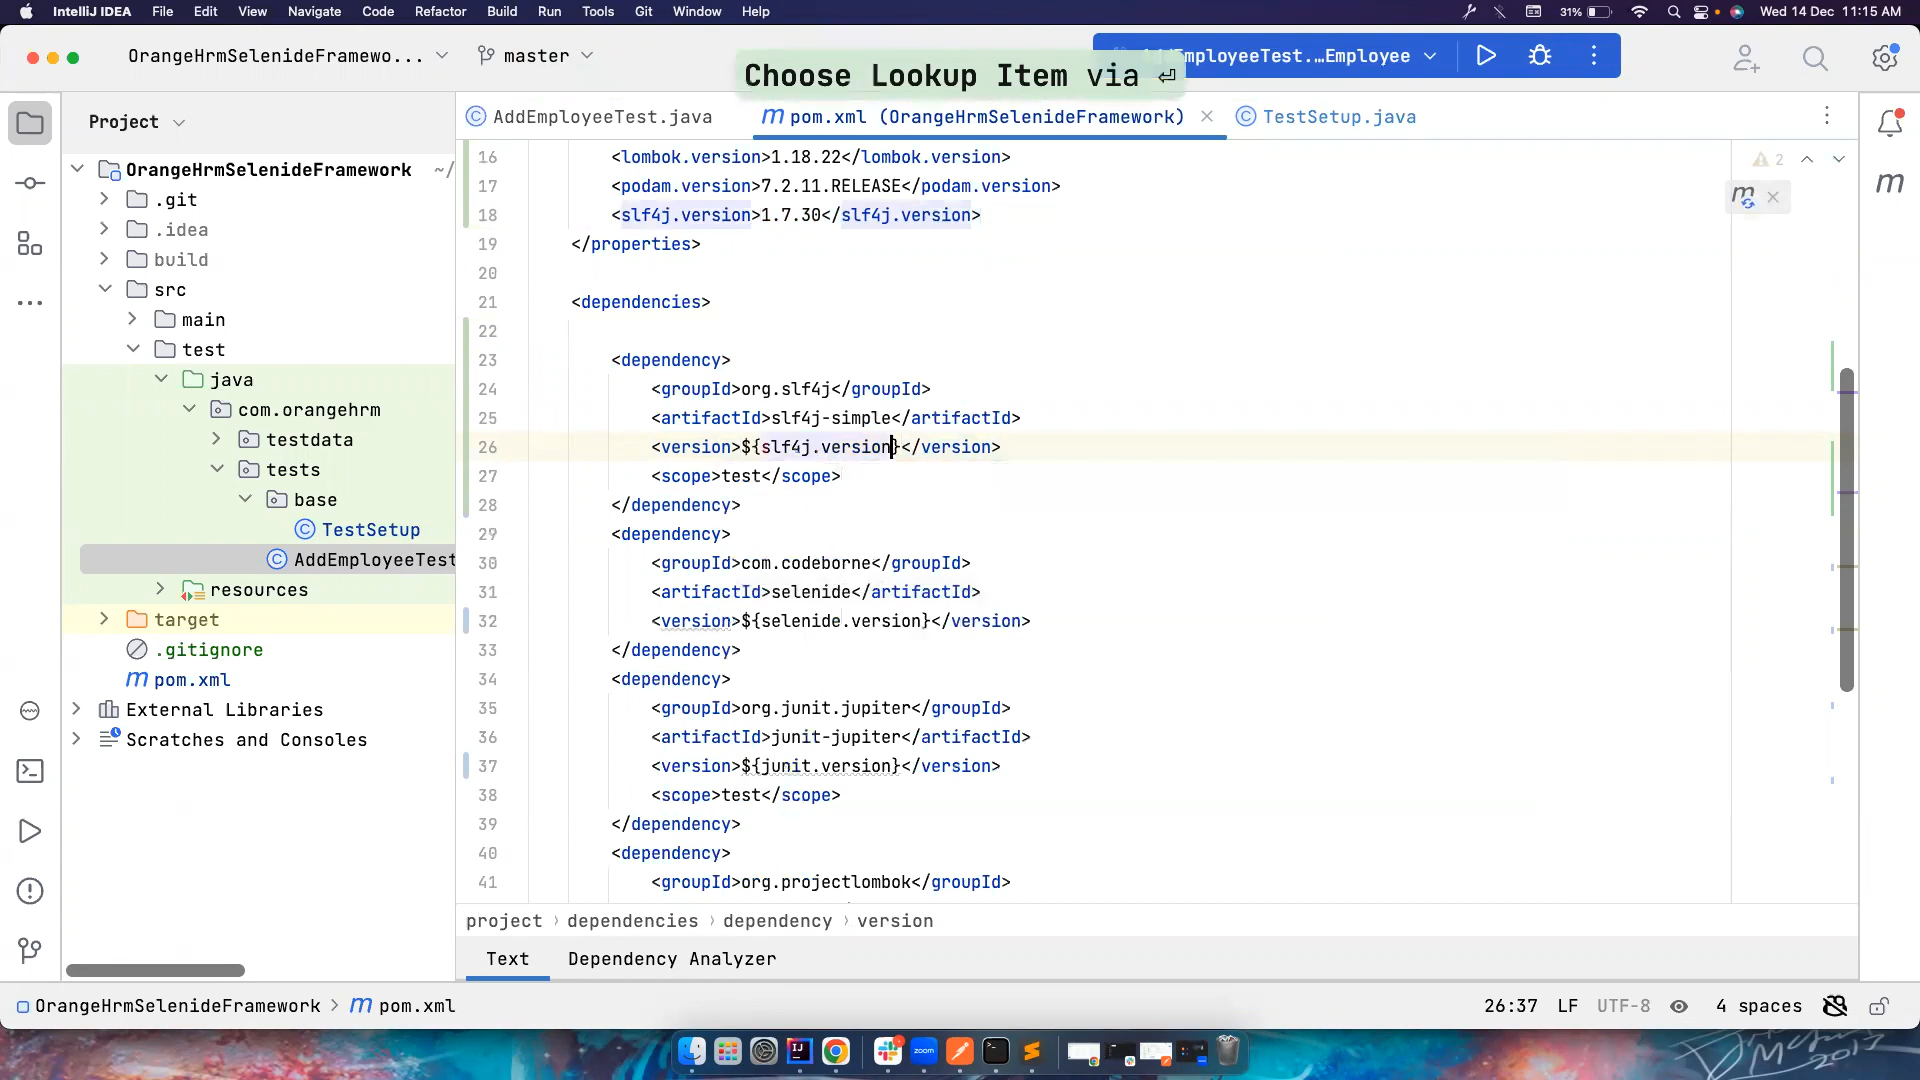 IntelliJ IDEA File Edit View Navigate Code Refactor Build Run Tools Git Window Help 31% Wed 14 Dec 11:15 AM
OrangeHrmSelenideFramewo... master Choose Lookup Item via ⏎ ddEmployeeTest...Employee
Project AddEmployeeTest.java pom.xml (OrangeHrmSelenideFramework) TestSetup.java
OrangeHrmSelenideFramework ~/
.git
.idea
build
src
main
test
java
com.orangehrm
testdata
tests
base
TestSetup
AddEmployeeTest
resources
target
.gitignore
pom.xml
External Libraries
Scratches and Consoles
2
16 <lombok.version>1.18.22</lombok.version>
17 <podam.version>7.2.11.RELEASE</podam.version>
18 <slf4j.version>1.7.30</slf4j.version>
19 </properties>
20
21 <dependencies>
22
23 <dependency>
24 <groupId>org.slf4j</groupId>
25 <artifactId>slf4j-simple</artifactId>
26 <version>${slf4j.version}</version>
27 <scope>test</scope>
28 </dependency>
29 <dependency>
30 <groupId>com.codeborne</groupId>
31 <artifactId>selenide</artifactId>
32 <version>${selenide.version}</version>
33 </dependency>
34 <dependency>
35 <groupId>org.junit.jupiter</groupId>
36 <artifactId>junit-jupiter</artifactId>
37 <version>${junit.version}</version>
38 <scope>test</scope>
39 </dependency>
40 <dependency>
41 <groupId>org.projectlombok</groupId>
project › dependencies › dependency › version
Text Dependency Analyzer
OrangeHrmSelenideFramework > pom.xml 26:37 LF UTF-8 4 spaces
zoom